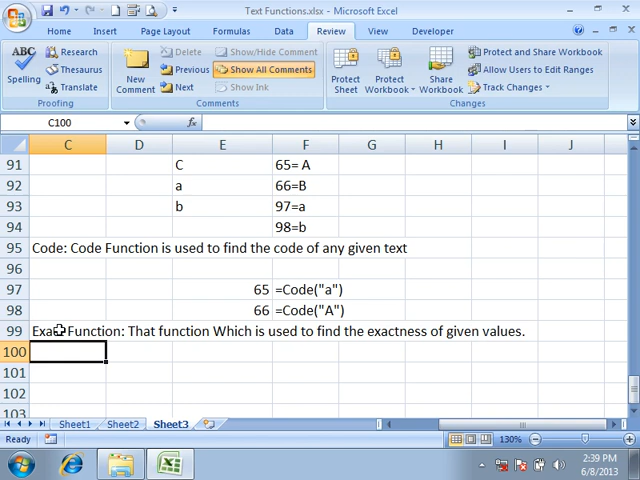 Text Functions.xlsx - Microsoft Excel
Home Insert Page Layout Formulas Data Review View Developer
ABC Research Delete Show/Hide Comment Protect and Share Workbook
Spelling Thesaurus New Comment Previous Show All Comments Protect Sheet Protect Workbook Share Workbook Allow Users to Edit Ranges
Translate Next Show Ink Track Changes
Proofing Comments Changes
C100 fx
C D E F G H I J
91 C 65= A
92 a 66=B
93 b 97=a
94 98=b
95 Code: Code Function is used to find the code of any given text
96
97 65 =Code("a")
98 66 =Code("A")
99 Exact Function: That function Which is used to find the exactness of given values.
100
101
102
103
Sheet1 Sheet2 Sheet3
Ready 130%
2:39 PM
6/8/2013